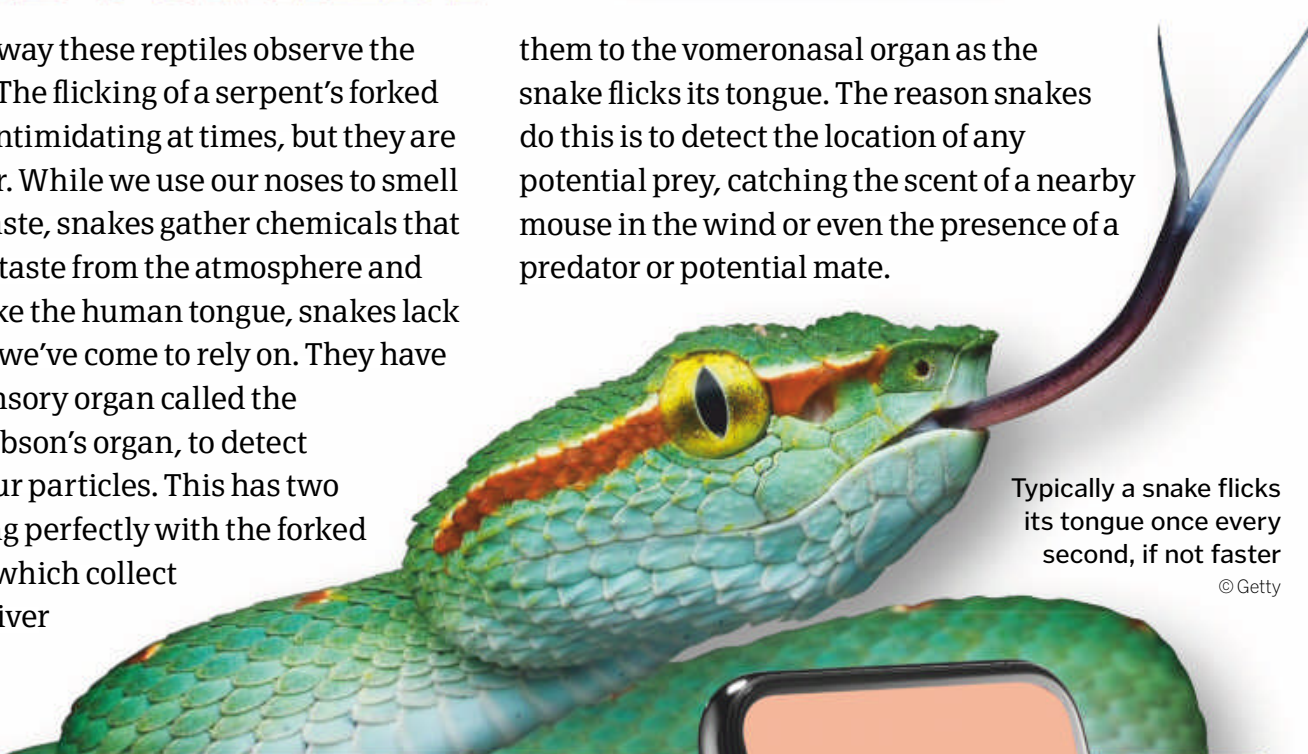 way these reptiles observe the
The flicking of a serpent’s forked
ntimidating at times, but they are
r. While we use our noses to smell
ste, snakes gather chemicals that
taste from the atmosphere and
ke the human tongue, snakes lack
we’ve come to rely on. They have
nsory organ called the
bson’s organ, to detect
ur particles. This has two
g perfectly with the forked
which collect
iver
them to the vomeronasal organ as the
snake flicks its tongue. The reason snakes
do this is to detect the location of any
potential prey, catching the scent of a nearby
mouse in the wind or even the presence of a
predator or potential mate.
Typically a snake flicks
its tongue once every
second, if not faster
© Getty